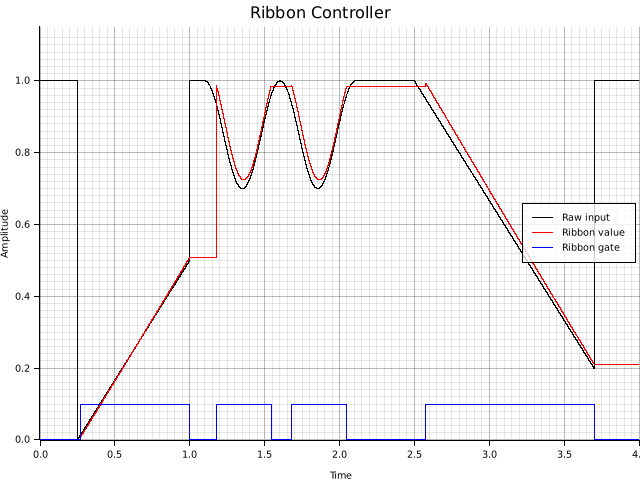 Ribbon Controller
1.0
0.8
0.6
0.4
0.2
0.0
Amplitude
Raw input
Ribbon value
Ribbon gate
0.0 0.5 1.0 1.5 2.0 2.5 3.0 3.5 4.
Time